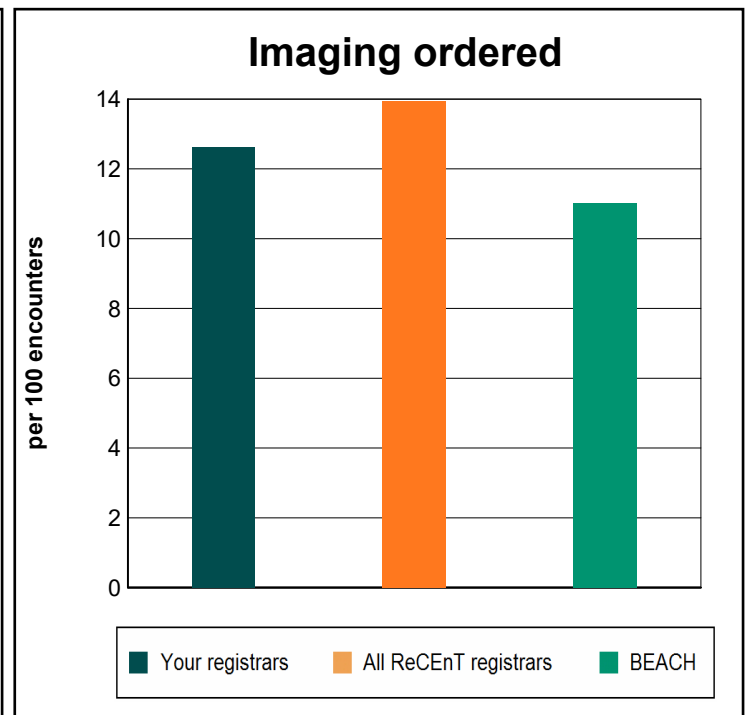 Imaging ordered
per 100 encounters
14
12
10
8
6
4
2
0
Your registrars
All ReCEnT registrars
BEACH